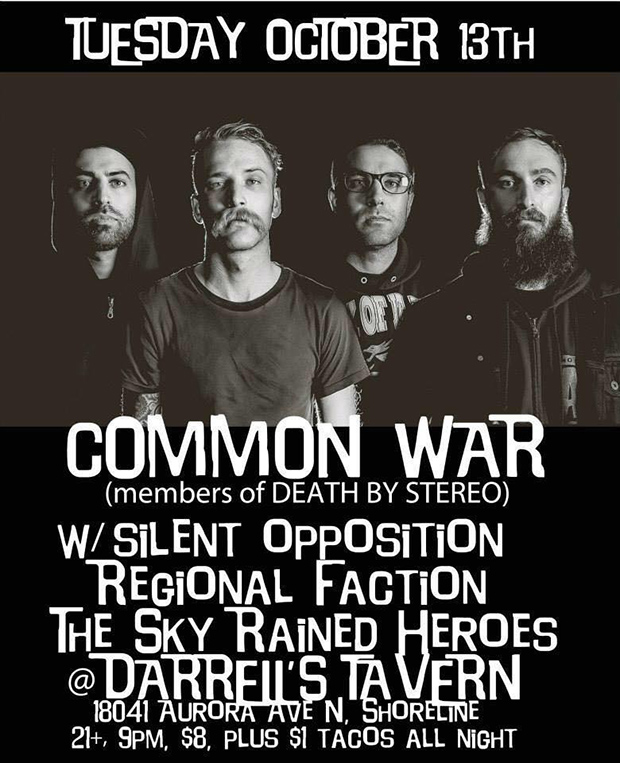 TUESDAY OCTOBER 13TH
OF
COMMON WAR
(members of DEATH BY STEREO)
W/ SiLENT OPPOSiTiON
REGiONAL FACTiON
THE SKY RAiNED HEROES
@ DARRELL'S TAVERN
18041 AURORA AVE N, SHORELiNE
21+, 9PM, $8, PLUS $1 TACOS ALL NiGHT